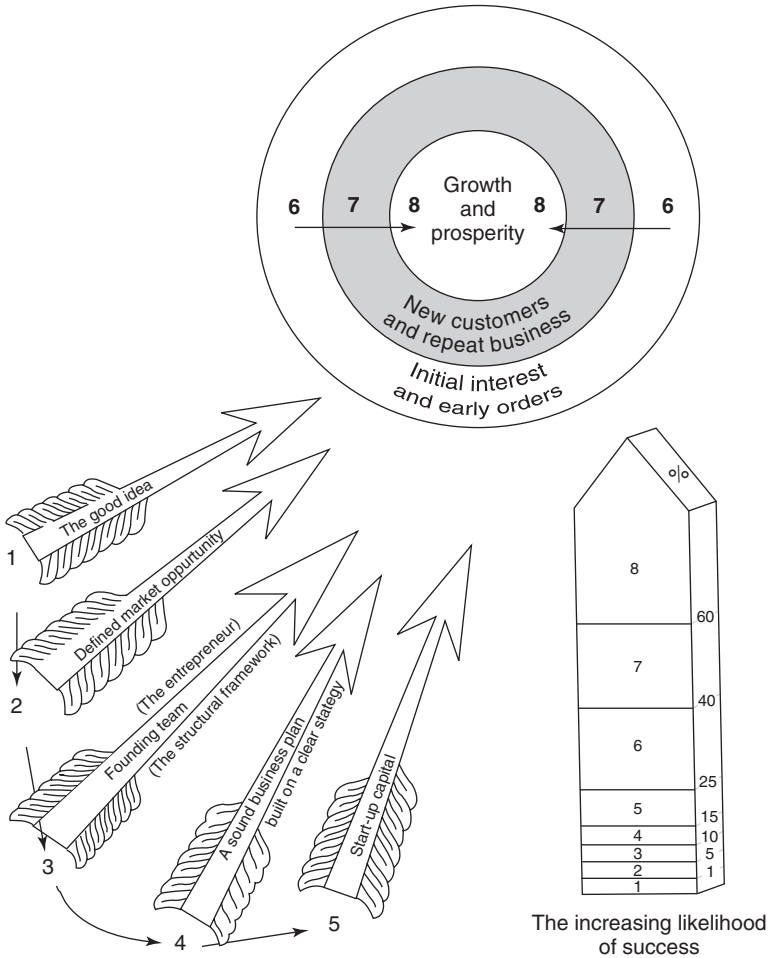 6 7 8 Growth and prosperity 8 7 6
New customers
and repeat business
Initial interest
and early orders
1
The good idea
2
Defined market oppurtunity
3
(The entrepreneur)
Founding team
(The structural framework)
4
A sound business plan
built on a clear stategy
5
Start-up capital
%
8
60
7
40
6
25
5
15
4
10
3
5
2
1
1
The increasing likelihood
of success